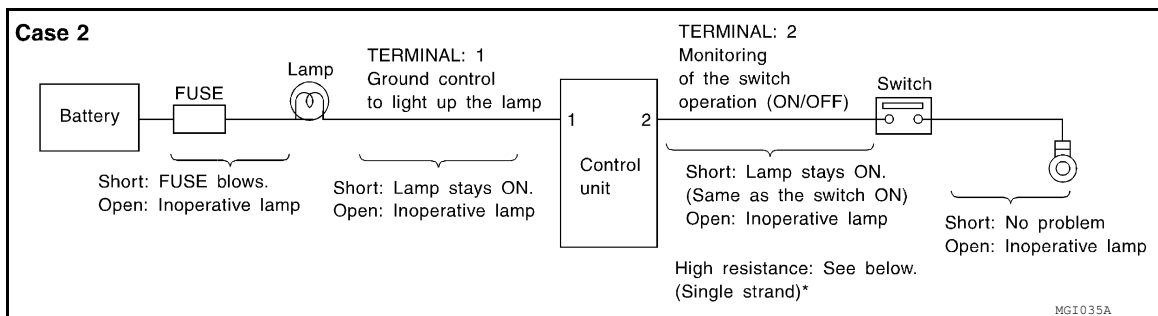 Case 2
Battery
FUSE
Lamp
TERMINAL: 1
Ground control
to light up the lamp
1
2
Control
unit
TERMINAL: 2
Monitoring
of the switch
operation (ON/OFF)
Switch
Short: FUSE blows.
Open: Inoperative lamp
Short: Lamp stays ON.
Open: Inoperative lamp
Short: Lamp stays ON.
(Same as the switch ON)
Open: Inoperative lamp
High resistance: See below.
(Single strand)*
Short: No problem
Open: Inoperative lamp
MGI035A